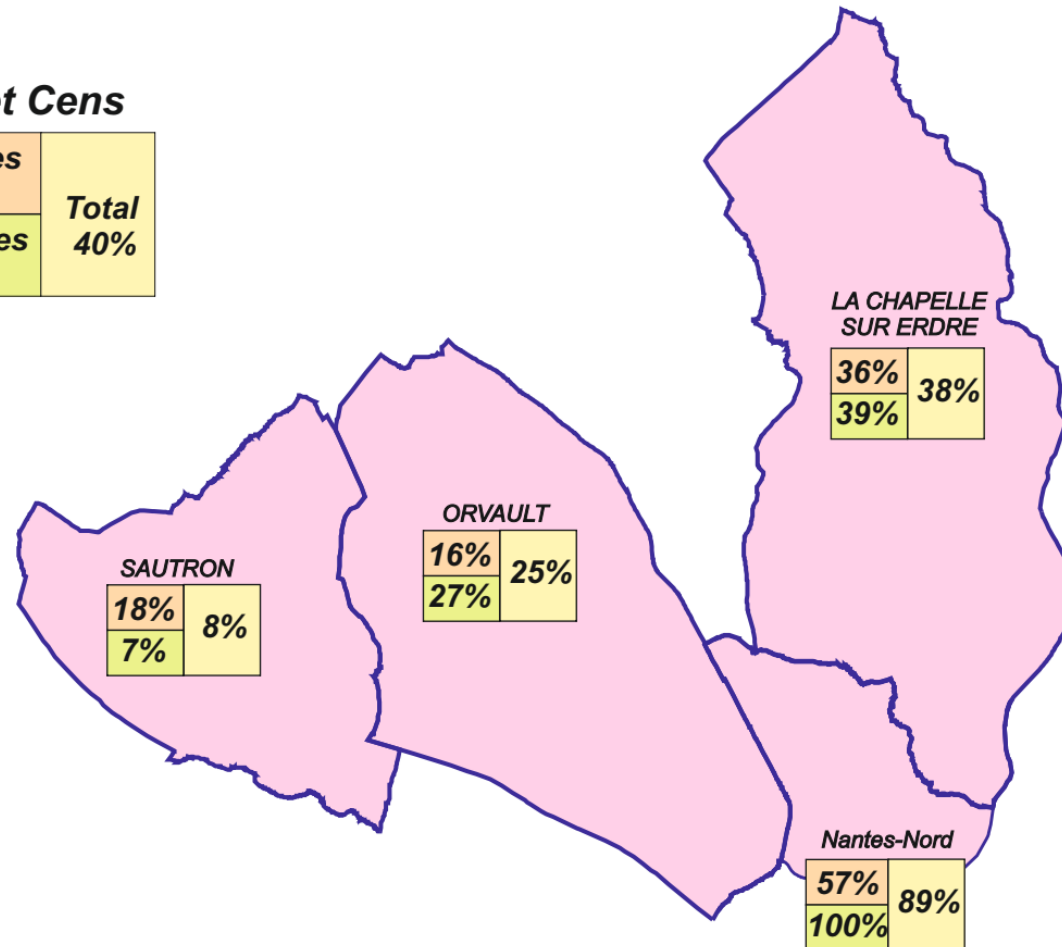 et Cens
es
Total
40%
es
LA CHAPELLE
SUR ERDRE
36%
38%
39%
ORVAULT
16%
25%
27%
SAUTRON
18%
8%
7%
Nantes-Nord
57%
89%
100%